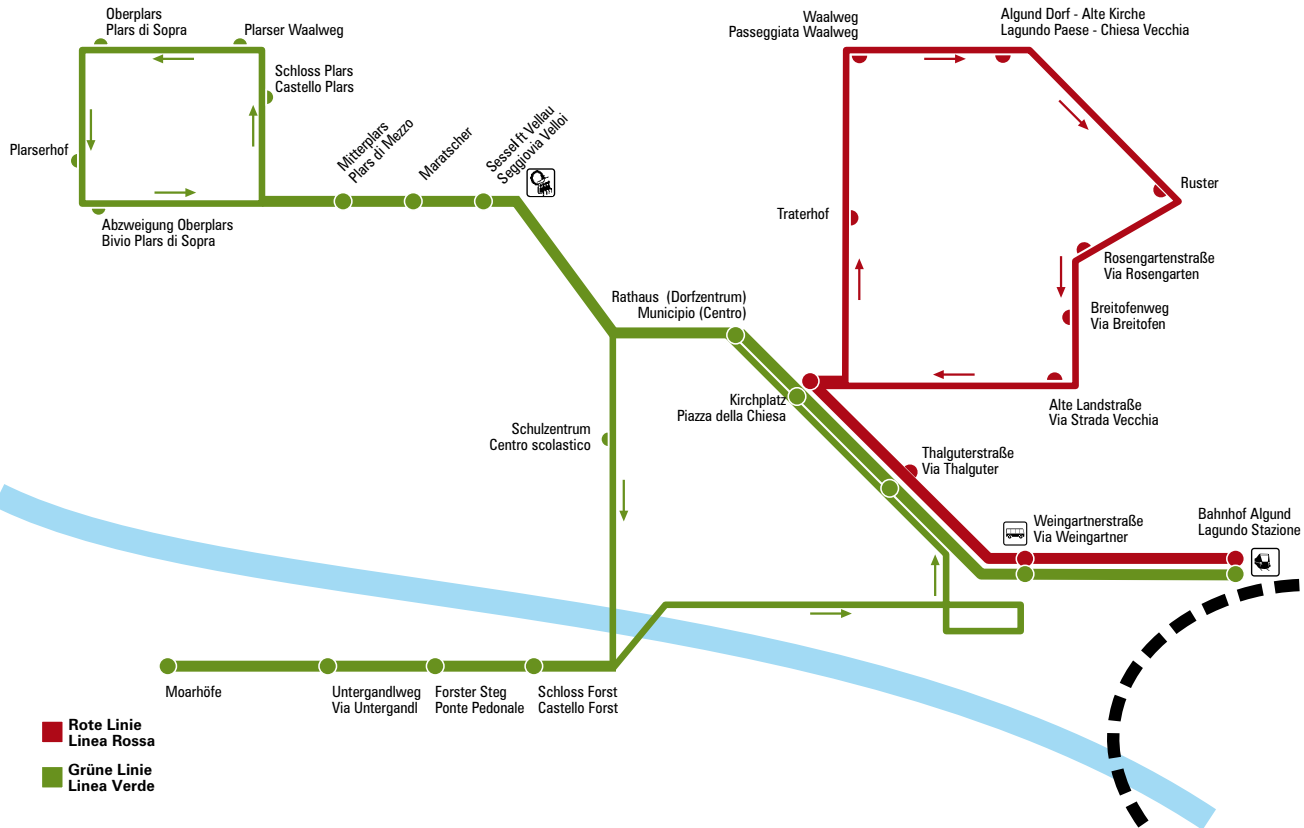 Oberplars
Plars di Sopra
Plarser Waalweg
Schloss Plars
Castello Plars
Plarserhof
Abzweigung Oberplars
Bivio Plars di Sopra
Mitterplars
Plars di Mezzo
Maratscher
Sessel ft Vellau
Seggiovia Velloi
Waalweg
Passeggiata Waalweg
Algund Dorf - Alte Kirche
Lagundo Paese - Chiesa Vecchia
Ruster
Traterhof
Rosengartenstraße
Via Rosengarten
Breitofenweg
Via Breitofen
Alte Landstraße
Via Strada Vecchia
Rathaus (Dorfzentrum)
Municipio (Centro)
Kirchplatz
Piazza della Chiesa
Schulzentrum
Centro scolastico
Thalguterstraße
Via Thalguter
Weingartnerstraße
Via Weingartner
Bahnhof Algund
Lagundo Stazione
Moarhöfe
Untergandlweg
Via Untergandl
Forster Steg
Ponte Pedonale
Schloss Forst
Castello Forst
Rote Linie
Linea Rossa
Grüne Linie
Linea Verde